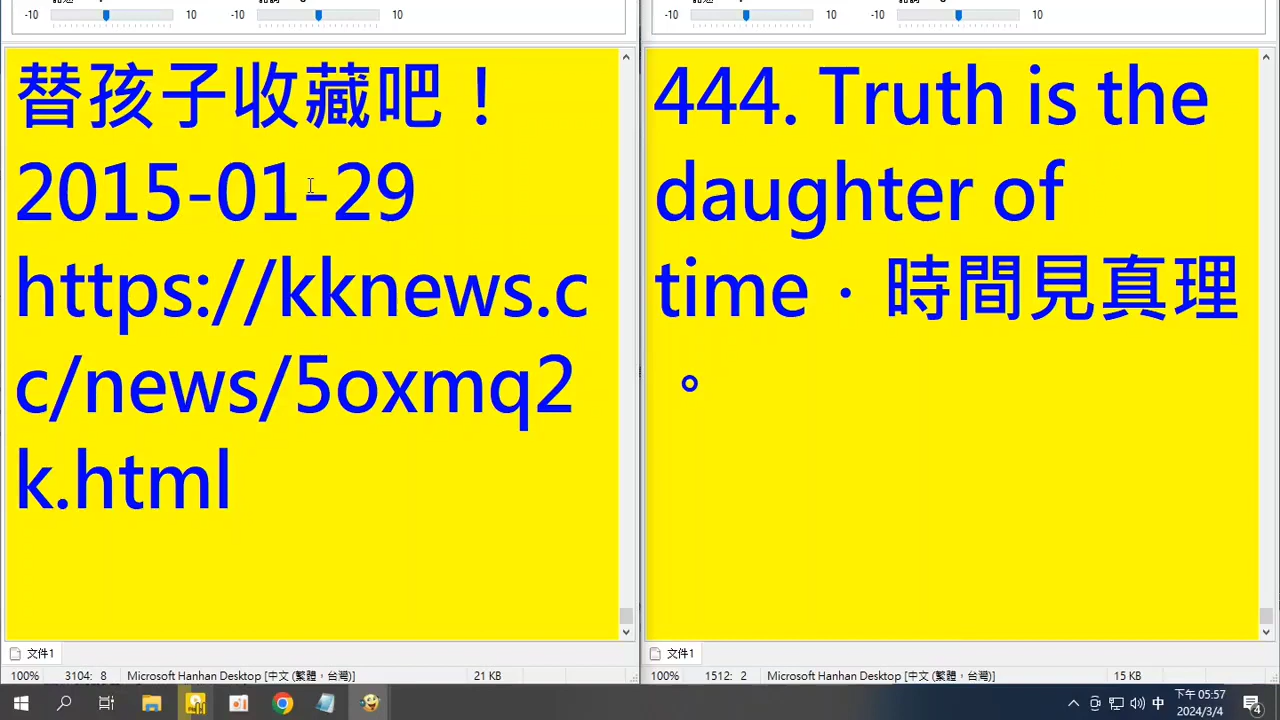 -10 10 -10 10
替孩子收藏吧！
2015-01-29
https://kknews.c
c/news/5oxmq2
k.html
文件1
100% 3104: 8 Microsoft Hanhan Desktop [中文 (繁體，台灣)] 21 KB
-10 10 -10 10
444. Truth is the
daughter of
time．時間見真理
。
文件1
100% 1512: 2 Microsoft Hanhan Desktop [中文 (繁體，台灣)] 15 KB
中
下午 05:57
2024/3/4
4